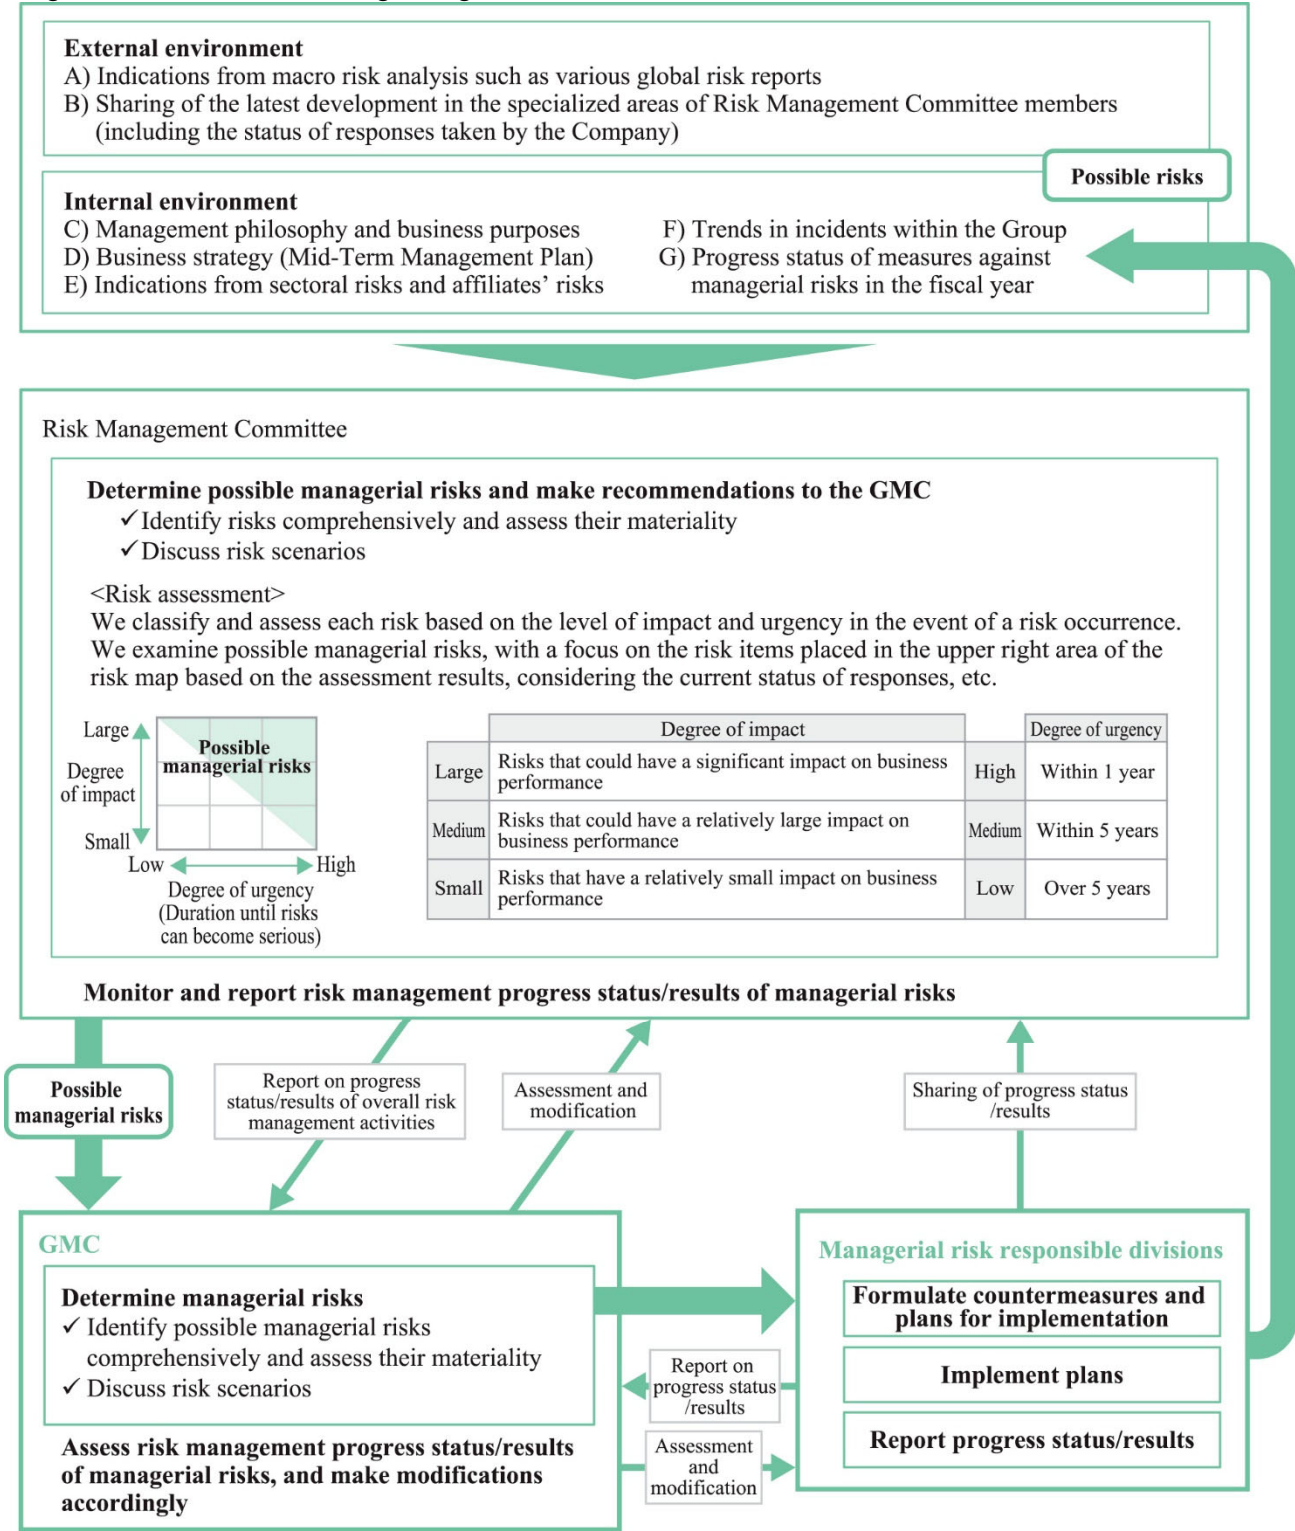 External environment
A) Indications from macro risk analysis such as various global risk reports
B) Sharing of the latest development in the specialized areas of Risk Management Committee members
(including the status of responses taken by the Company)
Possible risks
Internal environment
C) Management philosophy and business purposes
D) Business strategy (Mid-Term Management Plan)
E) Indications from sectoral risks and affiliates' risks
F) Trends in incidents within the Group
G) Progress status of measures against
managerial risks in the fiscal year
Risk Management Committee
Determine possible managerial risks and make recommendations to the GMC
✓ Identify risks comprehensively and assess their materiality
✓ Discuss risk scenarios
<Risk assessment>
We classify and assess each risk based on the level of impact and urgency in the event of a risk occurrence.
We examine possible managerial risks, with a focus on the risk items placed in the upper right area of the
risk map based on the assessment results, considering the current status of responses, etc.
Large
Degree
of impact
Small
Possible
managerial risks
Low
High
Degree of urgency
(Duration until risks
can become serious)
Degree of impact
Degree of urgency
Large
Risks that could have a significant impact on business
performance
High
Within 1 year
Medium
Risks that could have a relatively large impact on
business performance
Medium
Within 5 years
Small
Risks that have a relatively small impact on business
performance
Low
Over 5 years
Monitor and report risk management progress status/results of managerial risks
Possible
managerial risks
Report on progress
status/results of overall risk
management activities
Assessment and
modification
Sharing of progress status
/results
GMC
Determine managerial risks
✓ Identify possible managerial risks
comprehensively and assess their materiality
✓ Discuss risk scenarios
Assess risk management progress status/results
of managerial risks, and make modifications
accordingly
Report on
progress status
/results
Assessment
and
modification
Managerial risk responsible divisions
Formulate countermeasures and
plans for implementation
Implement plans
Report progress status/results